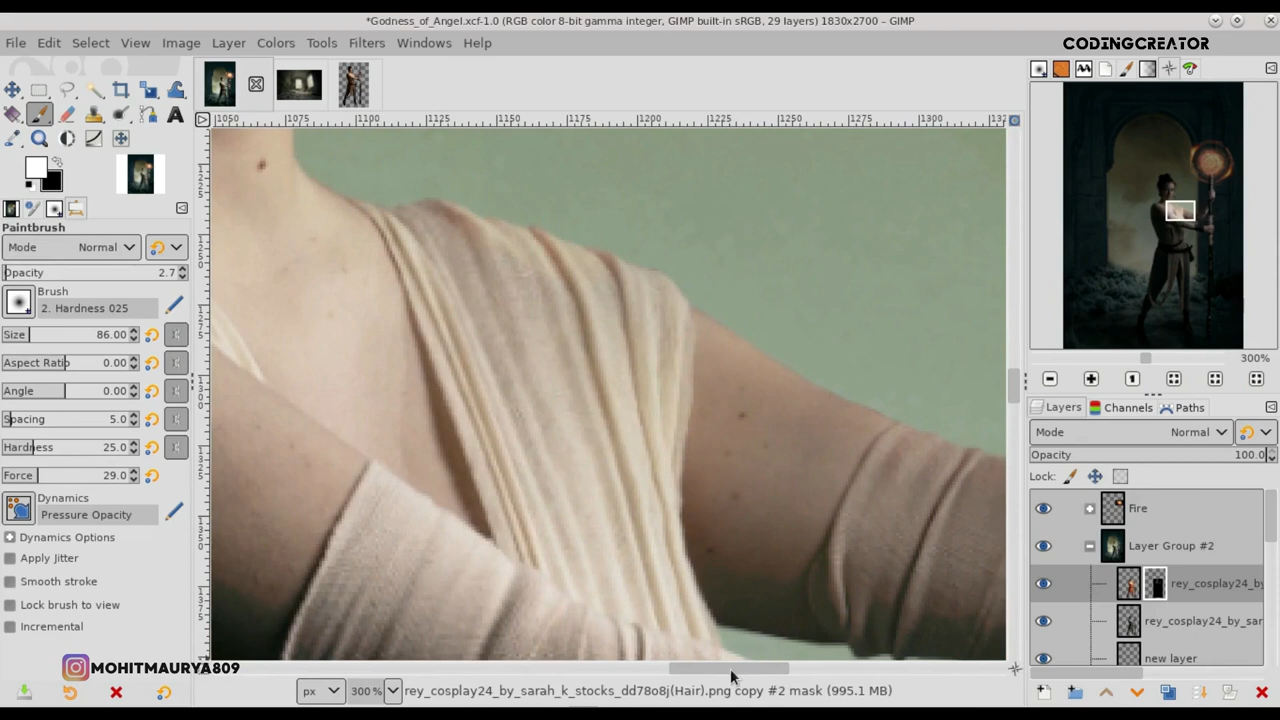 *Godness_of_Angel.xcf-1.0 (RGB color 8-bit gamma integer, GIMP built-in sRGB, 29 layers) 1830x2700 – GIMP
File Edit Select View Image Layer Colors Tools Filters Windows Help
CODINGCREATOR
1050 1075 1100 1125 1150 1175 1200 1225 1250 1275 1300
Paintbrush
Mode Normal
Opacity 2.7
Brush
2. Hardness 025
Size 86.00
Aspect Ratio 0.00
Angle 0.00
Spacing 5.0
Hardness 25.0
Force 29.0
Dynamics
Pressure Opacity
Dynamics Options
Apply Jitter
Smooth stroke
Lock brush to view
Incremental
MOHITMAURYA809
px 300 % rey_cosplay24_by_sarah_k_stocks_dd78o8j(Hair).png copy #2 mask (995.1 MB)
300%
Layers Channels Paths
Mode Normal
Opacity 100.0
Lock:
Fire
Layer Group #2
rey_cosplay24_by
rey_cosplay24_by_sar
new layer